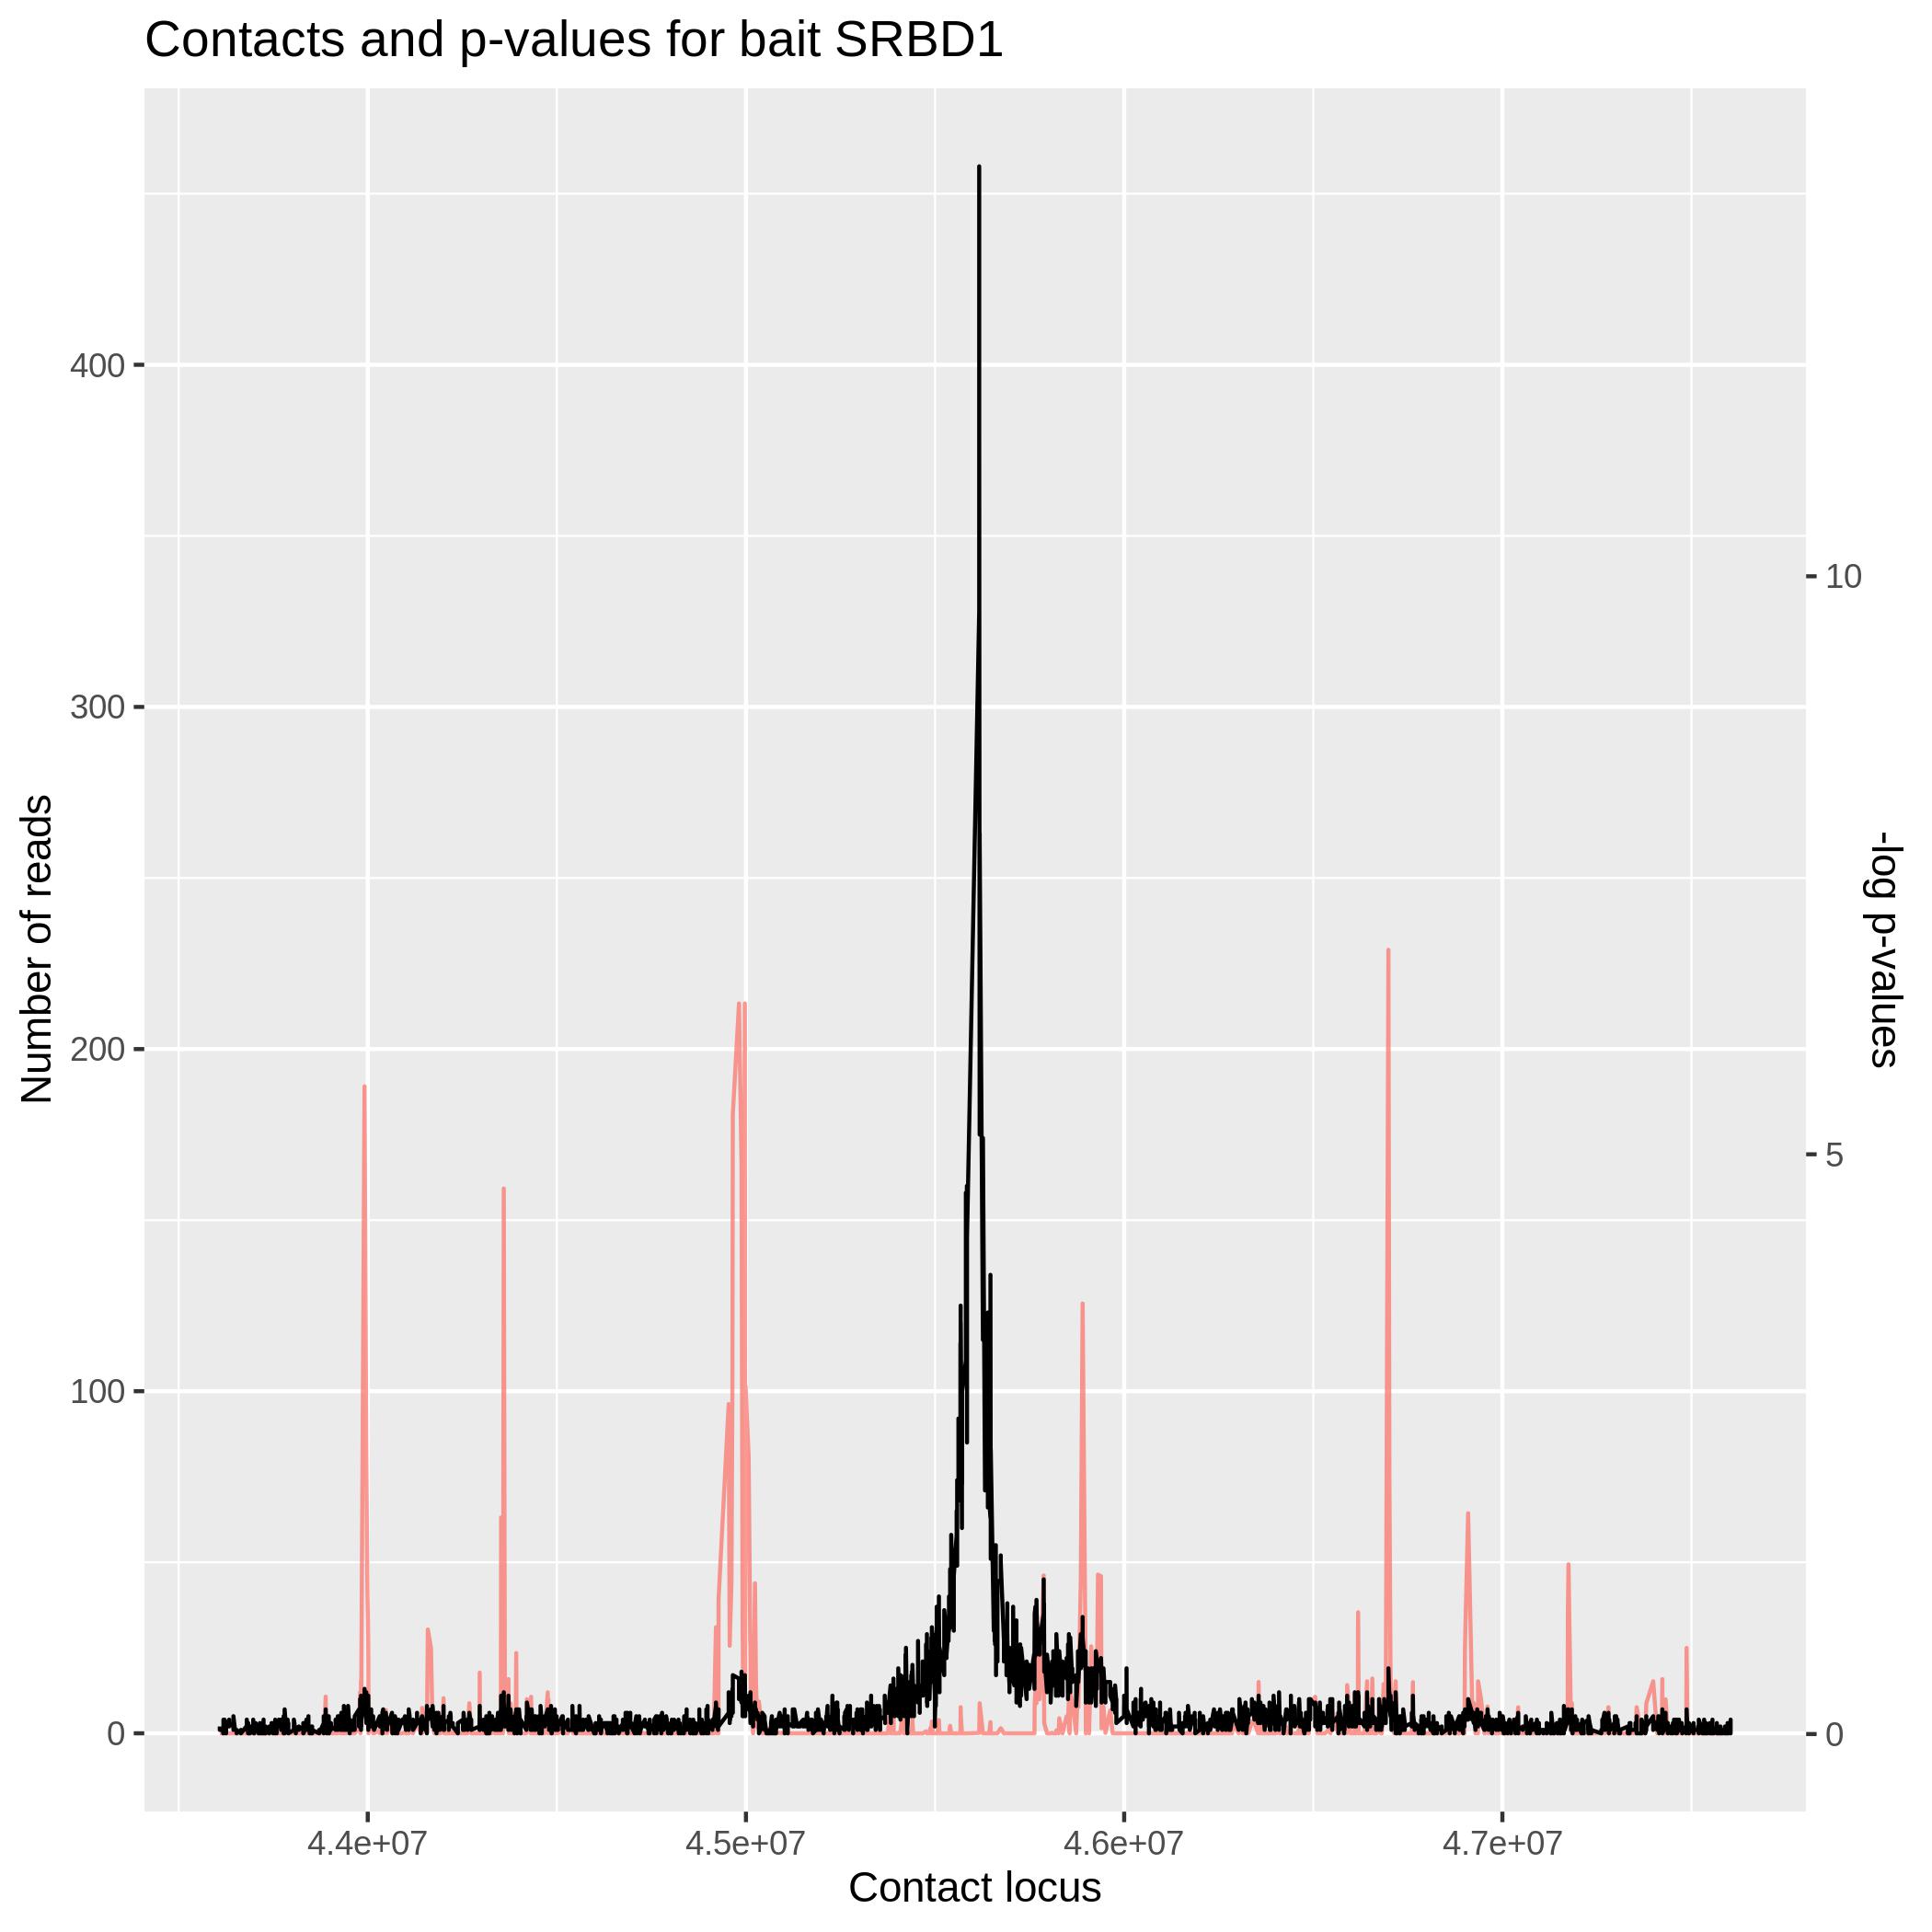 Contacts and p-values for bait SRBD1
Number of reads
400
300
200
100
0
10
5
0
-log p-values
4.4e+07
4.5e+07
4.6e+07
4.7e+07
Contact locus